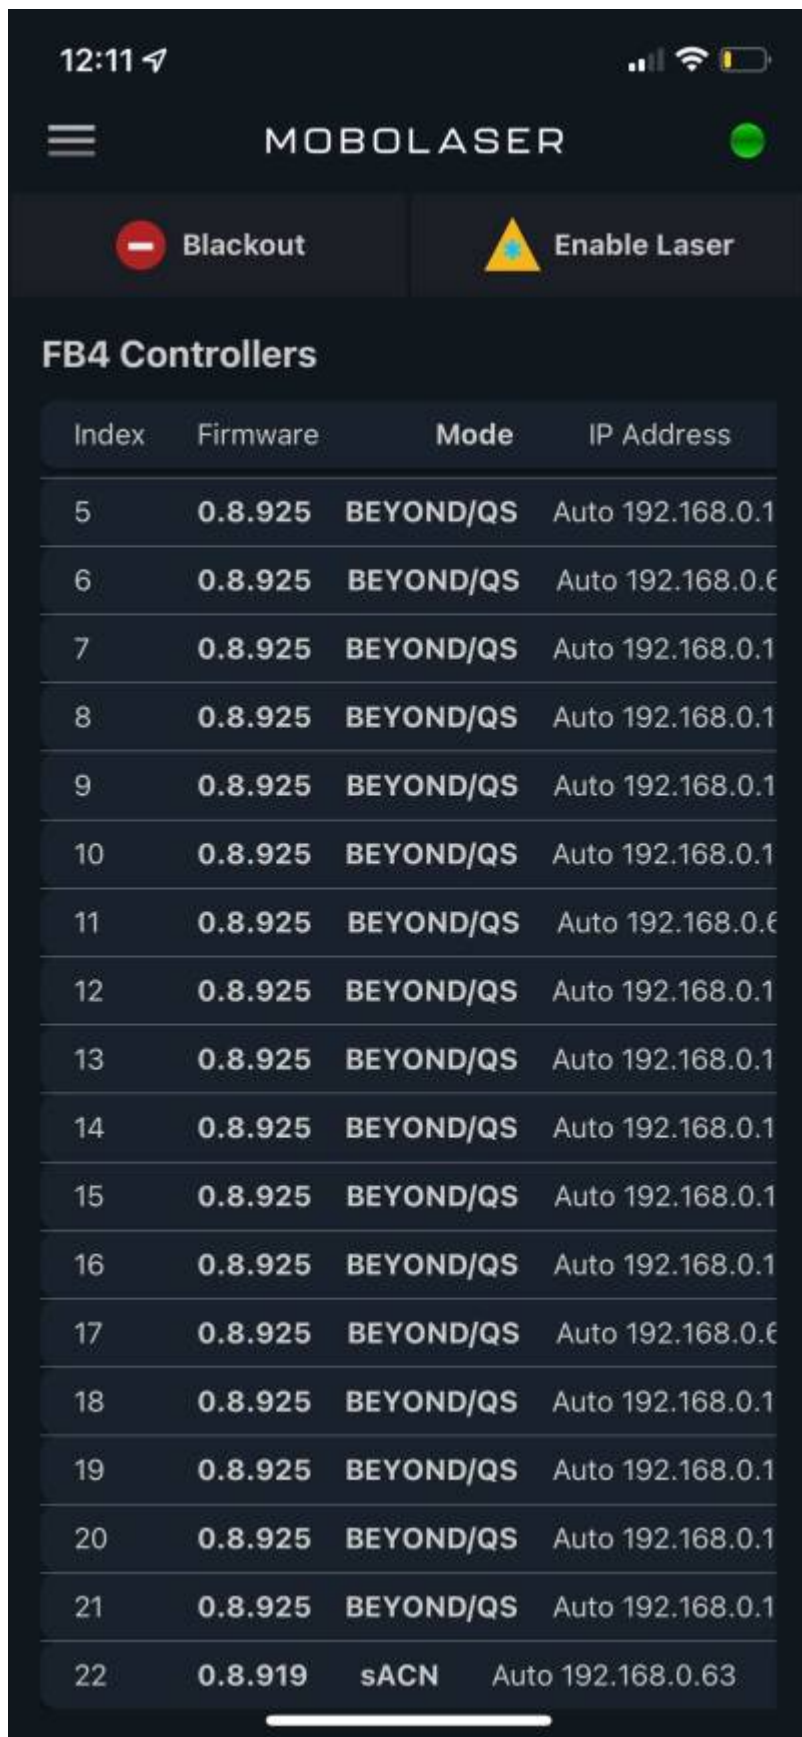 12:11
MOBOLASER
Blackout Enable Laser
FB4 Controllers
Index Firmware Mode IP Address
5 0.8.925 BEYOND/QS Auto 192.168.0.1
6 0.8.925 BEYOND/QS Auto 192.168.0.6
7 0.8.925 BEYOND/QS Auto 192.168.0.1
8 0.8.925 BEYOND/QS Auto 192.168.0.1
9 0.8.925 BEYOND/QS Auto 192.168.0.1
10 0.8.925 BEYOND/QS Auto 192.168.0.1
11 0.8.925 BEYOND/QS Auto 192.168.0.6
12 0.8.925 BEYOND/QS Auto 192.168.0.1
13 0.8.925 BEYOND/QS Auto 192.168.0.1
14 0.8.925 BEYOND/QS Auto 192.168.0.1
15 0.8.925 BEYOND/QS Auto 192.168.0.1
16 0.8.925 BEYOND/QS Auto 192.168.0.1
17 0.8.925 BEYOND/QS Auto 192.168.0.6
18 0.8.925 BEYOND/QS Auto 192.168.0.1
19 0.8.925 BEYOND/QS Auto 192.168.0.1
20 0.8.925 BEYOND/QS Auto 192.168.0.1
21 0.8.925 BEYOND/QS Auto 192.168.0.1
22 0.8.919 sACN Auto 192.168.0.63